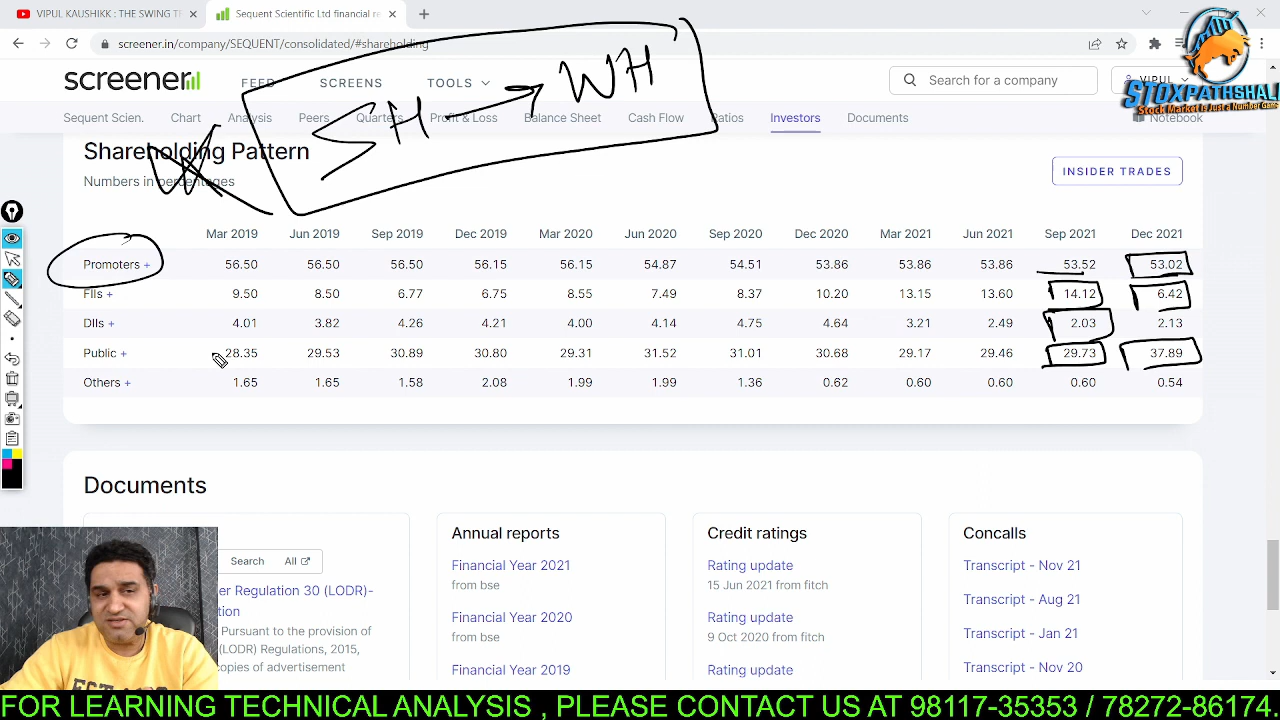 VIPUL KAUSHIKK : THE SWING T
Sequent Scientific Ltd financial re
screener.in/company/SEQUENT/consolidated/#shareholding
screener
FEED
SCREENS
TOOLS
Search for a company
VIPUL
STOXPATHSHALA
Stock Market is Just a Number Game
Sequent Scien
Chart
Analysis
Peers
Quarters
Profit & L
Balance Sheet
Cash Flow
Ratios
Investors
Documents
Notebook
SH → WH
Shareholding Pattern
Numbers in percentages
INSIDER TRADES
Mar 2019 Jun 2019 Sep 2019 Dec 2019 Mar 2020 Jun 2020 Sep 2020 Dec 2020 Mar 2021 Jun 2021 Sep 2021 Dec 2021
Promoters + 56.50 56.50 56.50 56.15 56.15 54.87 54.51 53.86 53.86 53.86 53.52 53.02
FIIs + 9.50 8.50 6.77 6.75 8.55 7.49 8.37 10.20 13.15 13.60 14.12 6.42
DIIs + 4.01 3.82 4.26 4.21 4.00 4.14 4.75 4.64 3.21 2.49 2.03 2.13
Public + 28.35 29.53 30.89 30.80 29.31 31.52 31.01 30.68 29.17 29.46 29.73 37.89
Others + 1.65 1.65 1.58 2.08 1.99 1.99 1.36 0.62 0.60 0.60 0.60 0.54
Documents
Search All
er Regulation 30 (LODR)-
tion
Pursuant to the provision of
(LODR) Regulations, 2015,
copies of advertisement
Annual reports
Financial Year 2021
from bse
Financial Year 2020
from bse
Financial Year 2019
Credit ratings
Rating update
15 Jun 2021 from fitch
Rating update
9 Oct 2020 from fitch
Rating update
Concalls
Transcript - Nov 21
Transcript - Aug 21
Transcript - Jan 21
Transcript - Nov 20
FOR LEARNING TECHNICAL ANALYSIS , PLEASE CONTACT US AT 98117-35353 / 78272-86174.